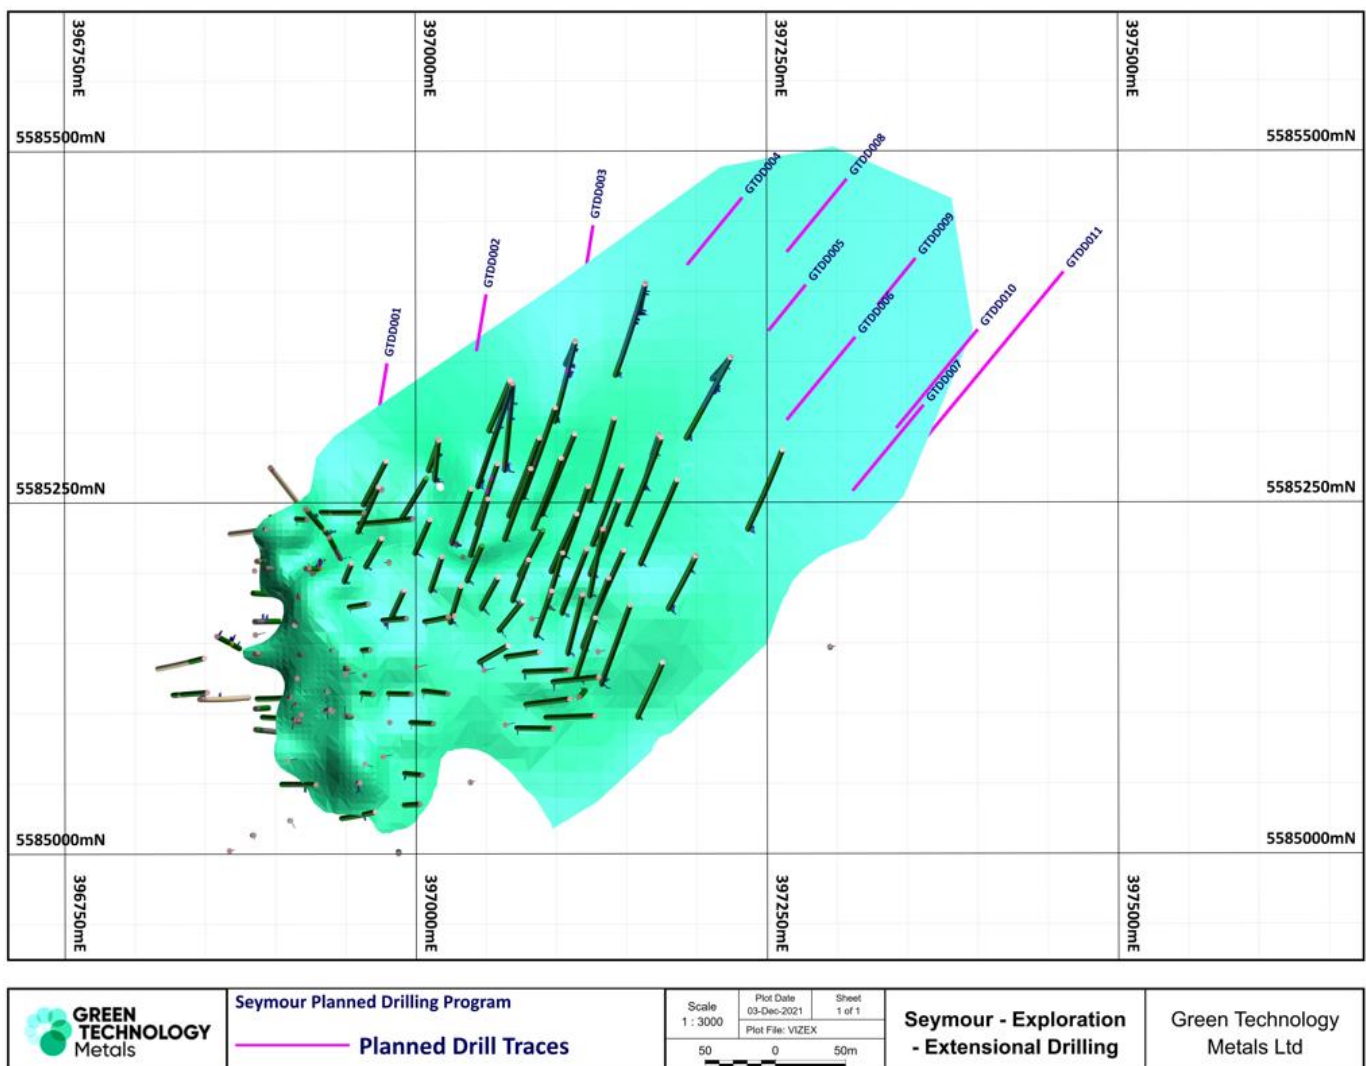 396750mE
397000mE
397250mE
397500mE
5585500mN
5585500mN
GTDD008
GTDD004
GTDD003
GTDD009
GTDD005
GTDD011
GTDD002
GTDD006
GTDD010
GTDD001
GTDD007
5585250mN
5585250mN
5585000mN
5585000mN
396750mE
397000mE
397250mE
397500mE
GREEN
TECHNOLOGY
Metals
Seymour Planned Drilling Program
Planned Drill Traces
Scale
1 : 3000
Plot Date
03-Dec-2021
Sheet
1 of 1
Plot File: VIZEX
50 0 50m
Seymour - Exploration
- Extensional Drilling
Green Technology
Metals Ltd